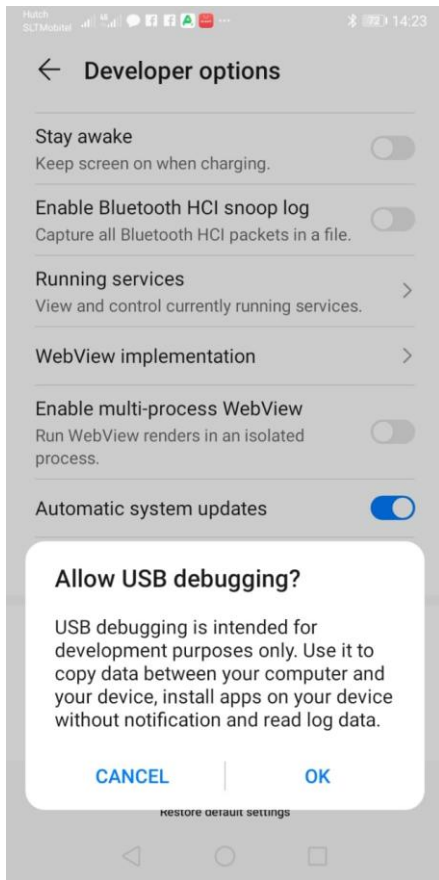 Hutch
SLTMobitel
72 14:23
Developer options
Stay awake
Keep screen on when charging.
Enable Bluetooth HCI snoop log
Capture all Bluetooth HCI packets in a file.
Running services
View and control currently running services.
WebView implementation
Enable multi-process WebView
Run WebView renders in an isolated
process.
Automatic system updates
Allow USB debugging?
USB debugging is intended for
development purposes only. Use it to
copy data between your computer and
your device, install apps on your device
without notification and read log data.
CANCEL OK
Restore default settings